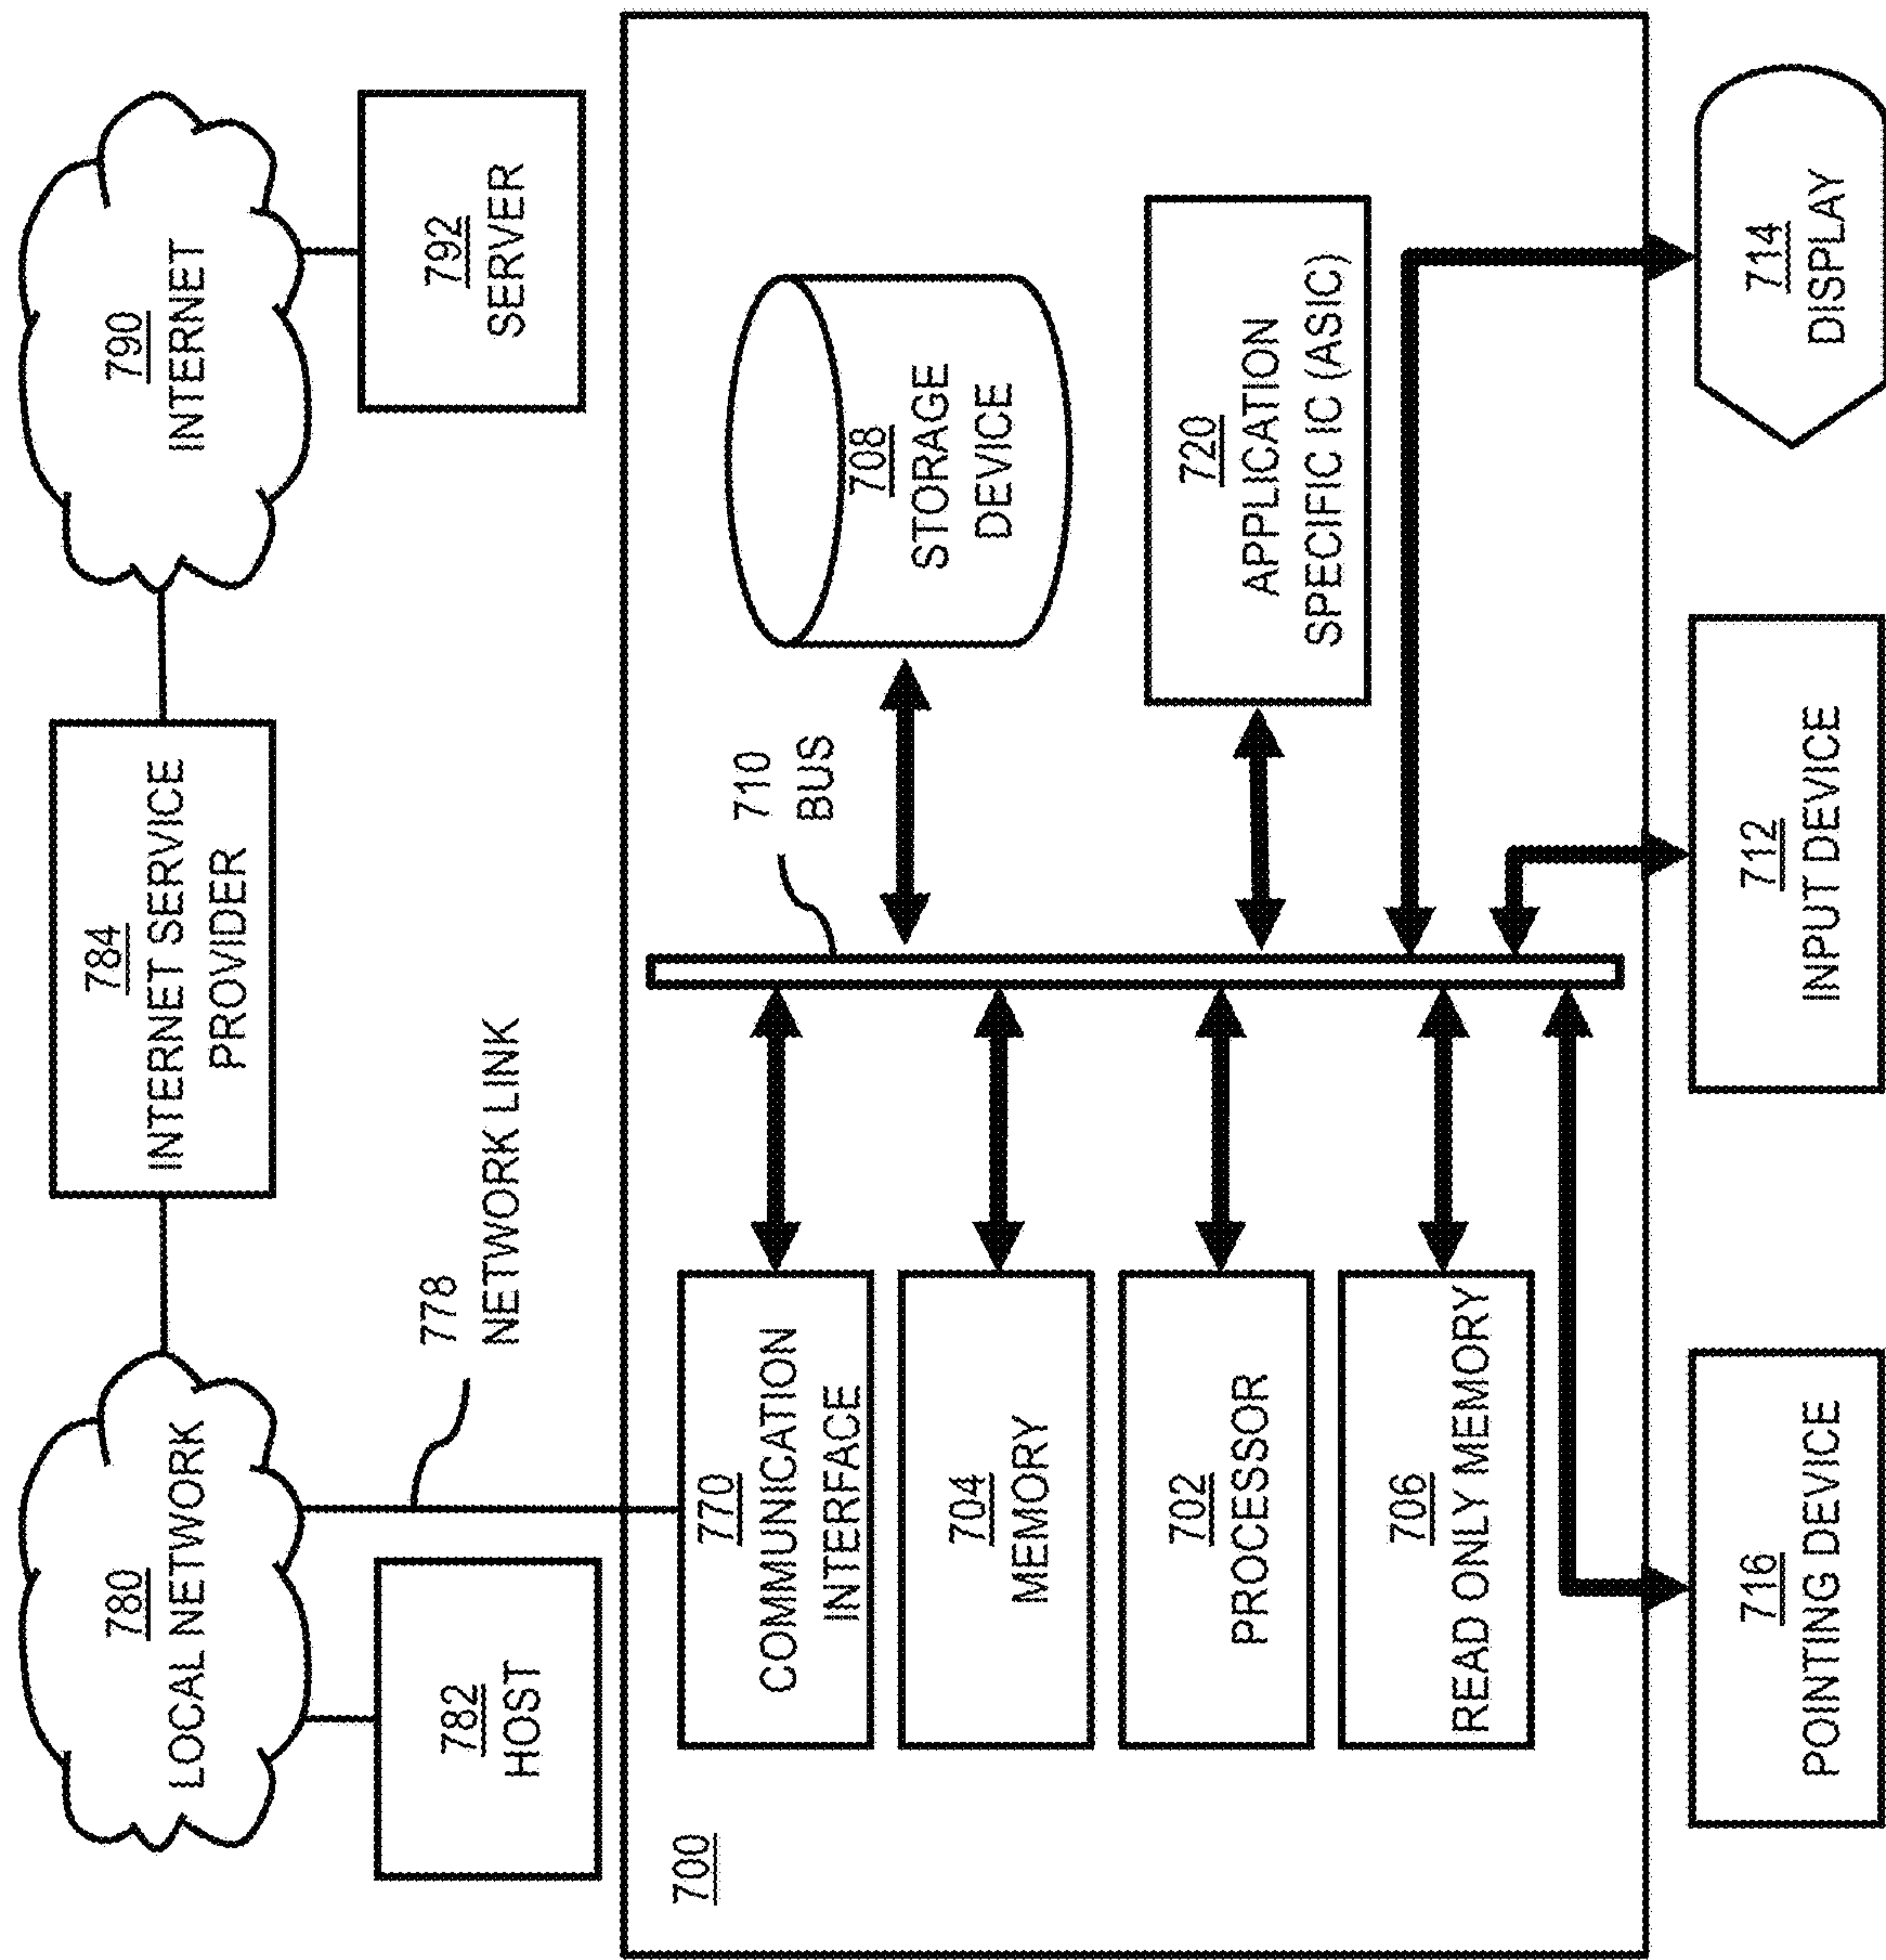 780
LOCAL NETWORK
784
INTERNET SERVICE
PROVIDER
790
INTERNET
782
HOST
778
NETWORK LINK
792
SERVER
700
770
COMMUNICATION
INTERFACE
704
MEMORY
702
PROCESSOR
706
READ ONLY MEMORY
710
BUS
708
STORAGE
DEVICE
720
APPLICATION
SPECIFIC IC (ASIC)
716
POINTING DEVICE
712
INPUT DEVICE
714
DISPLAY